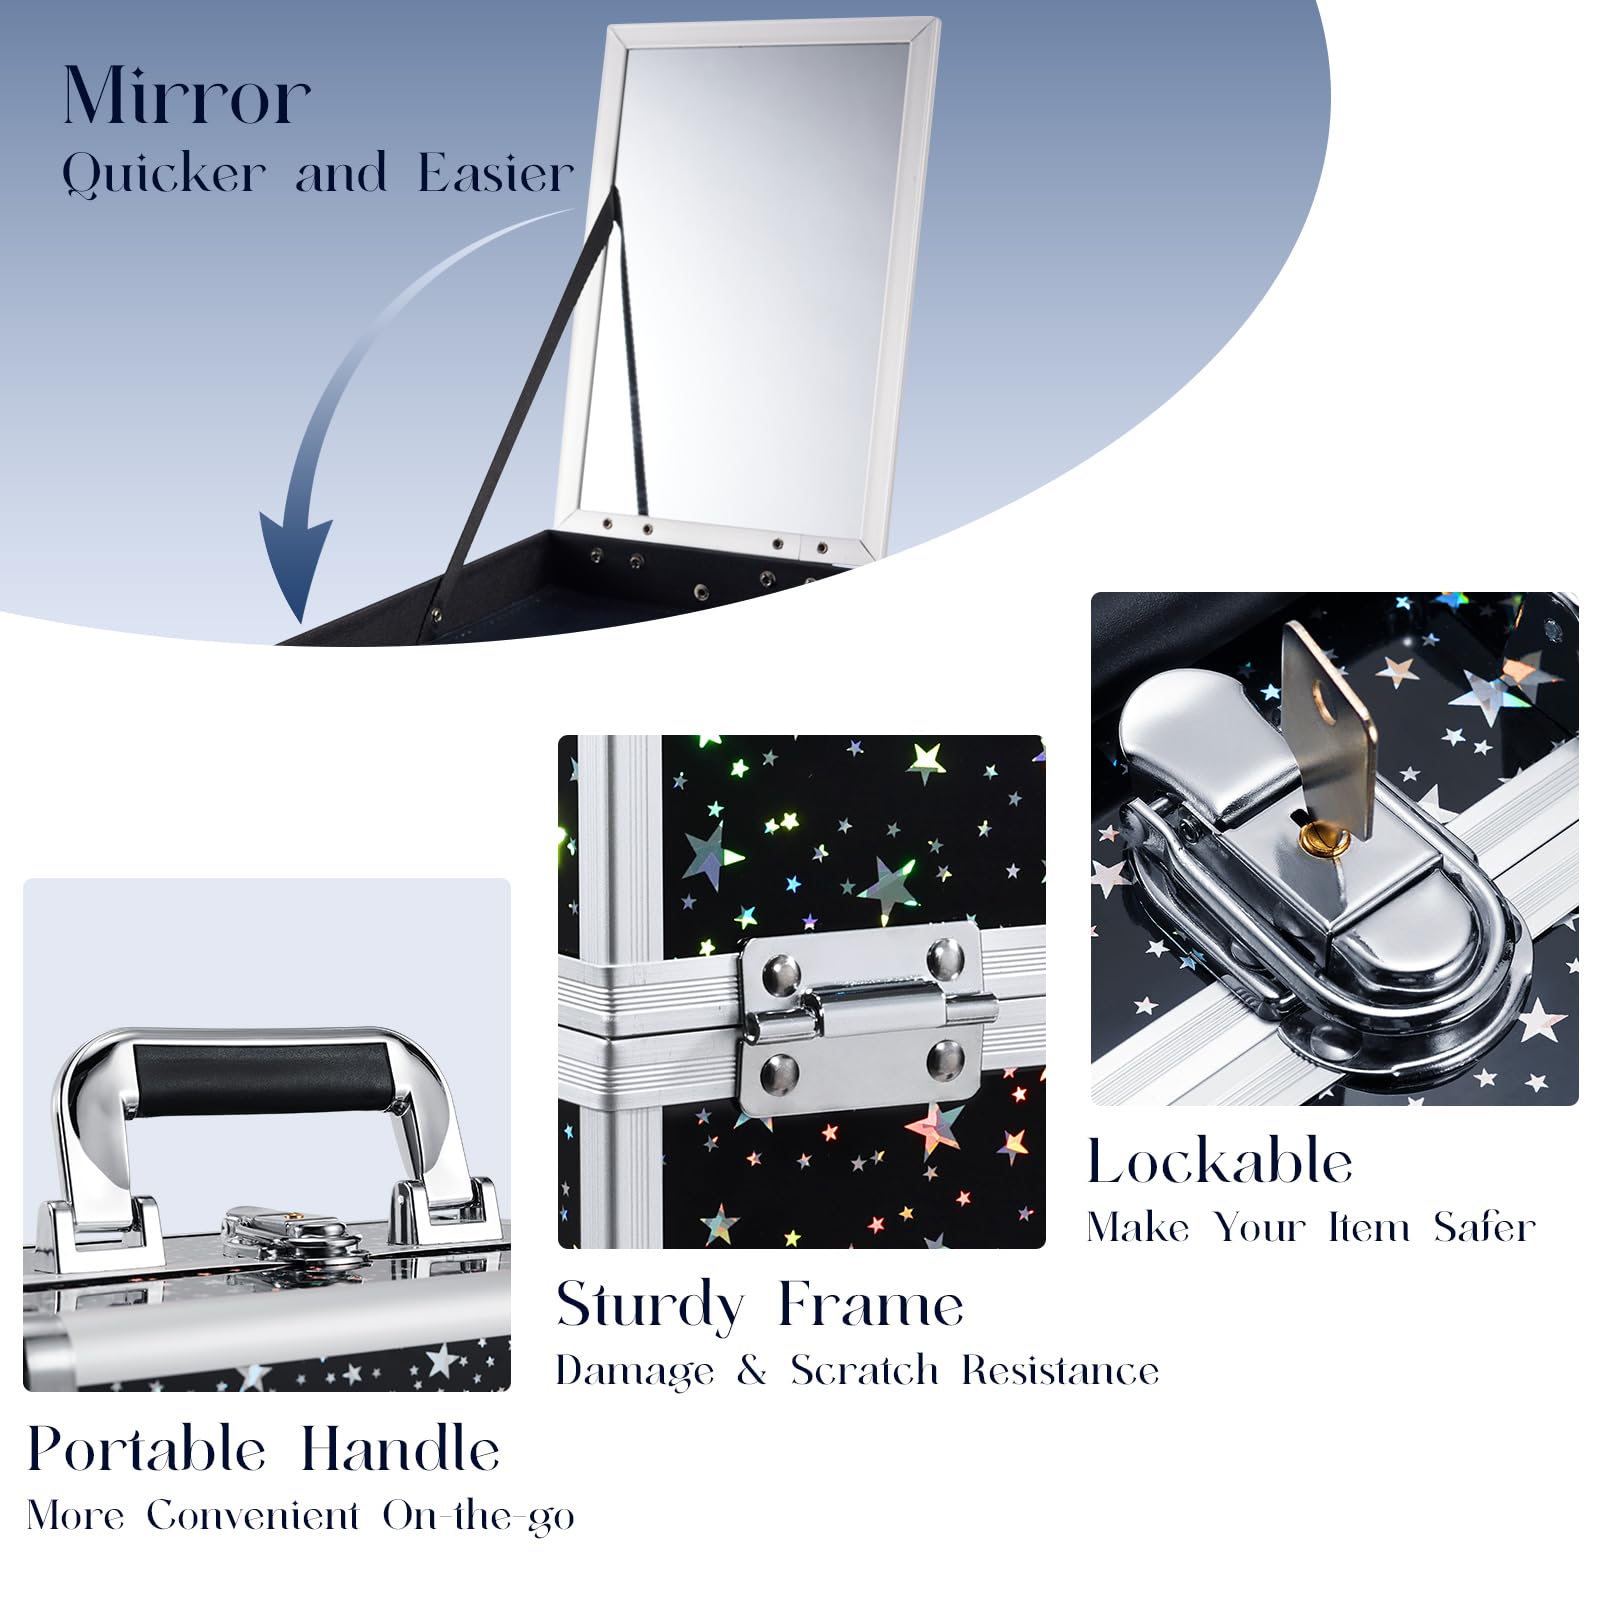 Mirror
Quicker and Easier
Lockable
Make Your Item Safer
Sturdy Frame
Damage & Scratch Resistance
Portable Handle
More Convenient On-the-go